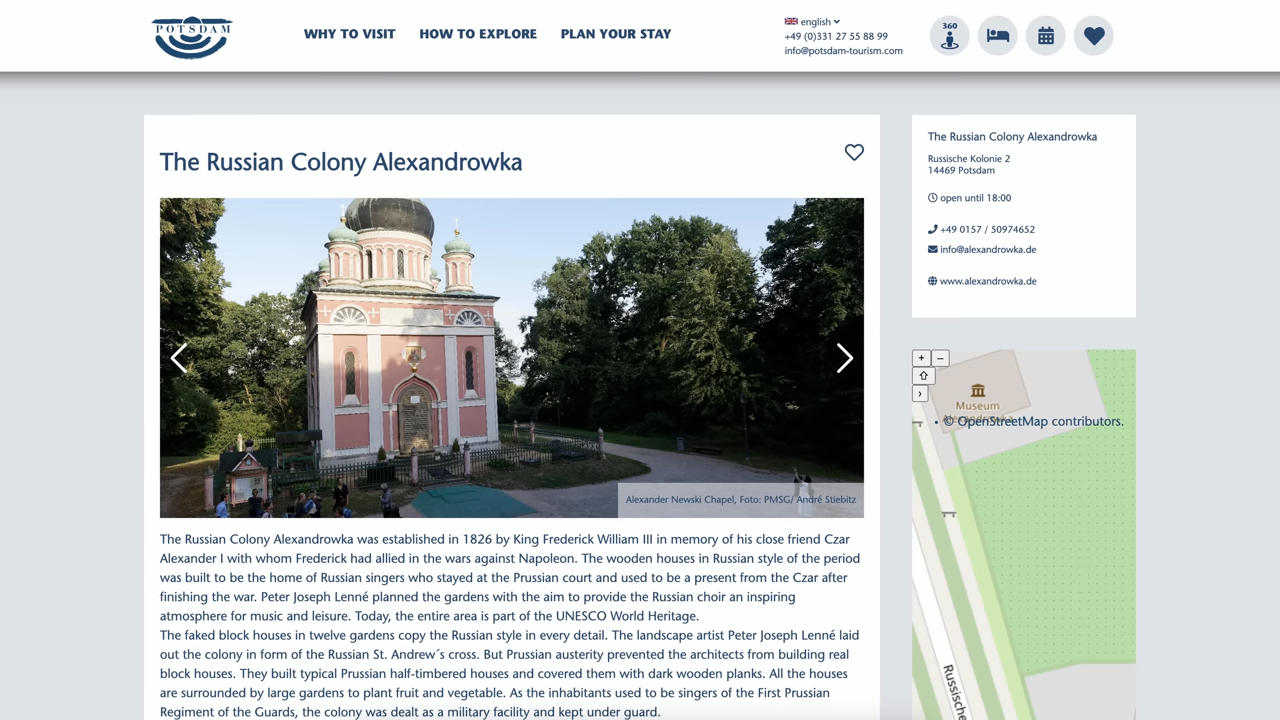 POTSDAM
WHY TO VISIT
HOW TO EXPLORE
PLAN YOUR STAY
english
+49 (0)331 27 55 88 99
info@potsdam-tourism.com
360
The Russian Colony Alexandrowka
Alexander Newski Chapel, Foto: PMSG/ André Stiebitz
The Russian Colony Alexandrowka was established in 1826 by King Frederick William III in memory of his close friend Czar
Alexander I with whom Frederick had allied in the wars against Napoleon. The wooden houses in Russian style of the period
was built to be the home of Russian singers who stayed at the Prussian court and used to be a present from the Czar after
finishing the war. Peter Joseph Lenné planned the gardens with the aim to provide the Russian choir an inspiring
atmosphere for music and leisure. Today, the entire area is part of the UNESCO World Heritage.
The faked block houses in twelve gardens copy the Russian style in every detail. The landscape artist Peter Joseph Lenné laid
out the colony in form of the Russian St. Andrew´s cross. But Prussian austerity prevented the architects from building real
block houses. They built typical Prussian half-timbered houses and covered them with dark wooden planks. All the houses
are surrounded by large gardens to plant fruit and vegetable. As the inhabitants used to be singers of the First Prussian
Regiment of the Guards, the colony was dealt as a military facility and kept under guard.
The Russian Colony Alexandrowka
Russische Kolonie 2
14469 Potsdam
open until 18:00
+49 0157 / 50974652
info@alexandrowka.de
www.alexandrowka.de
+ –
⇧
›
Museum
• © OpenStreetMap contributors.
Russische